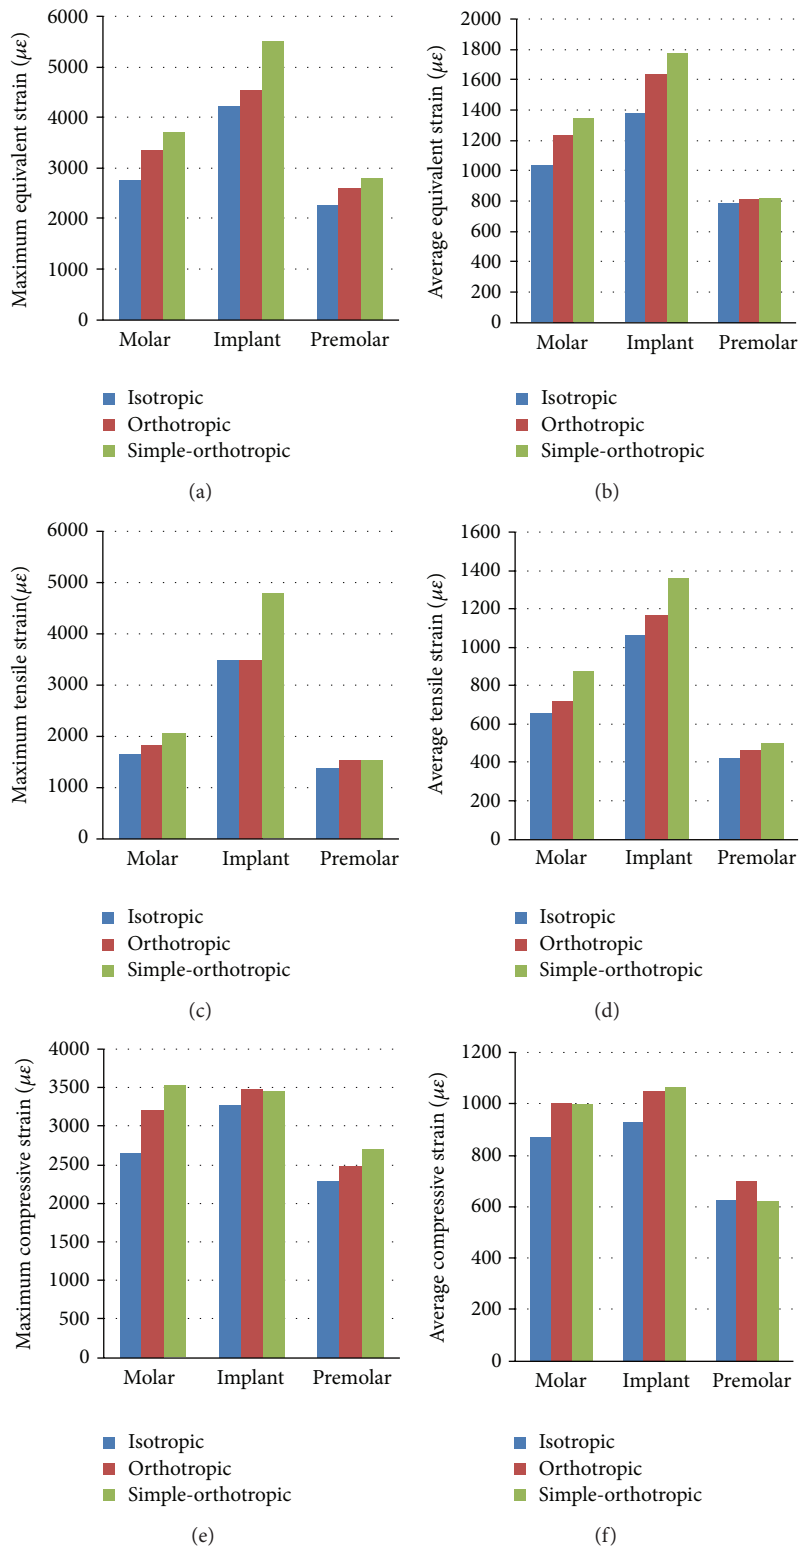 Maximum equivalent strain (με)
6000
5000
4000
3000
2000
1000
0
Molar
Implant
Premolar
Isotropic
Orthotropic
Simple-orthotropic
(a)
Average equivalent strain (με)
2000
1800
1600
1400
1200
1000
800
600
400
200
0
Molar
Implant
Premolar
Isotropic
Orthotropic
Simple-orthotropic
(b)
Maximum tensile strain(με)
6000
5000
4000
3000
2000
1000
0
Molar
Implant
Premolar
Isotropic
Orthotropic
Simple-orthotropic
(c)
Average tensile strain (με)
1600
1400
1200
1000
800
600
400
200
0
Molar
Implant
Premolar
Isotropic
Orthotropic
Simple-orthotropic
(d)
Maximum compressive strain (με)
4000
3500
3000
2500
2000
1500
1000
500
0
Molar
Implant
Premolar
Isotropic
Orthotropic
Simple-orthotropic
(e)
Average compressive strain (με)
1200
1000
800
600
400
200
0
Molar
Implant
Premolar
Isotropic
Orthotropic
Simple-orthotropic
(f)